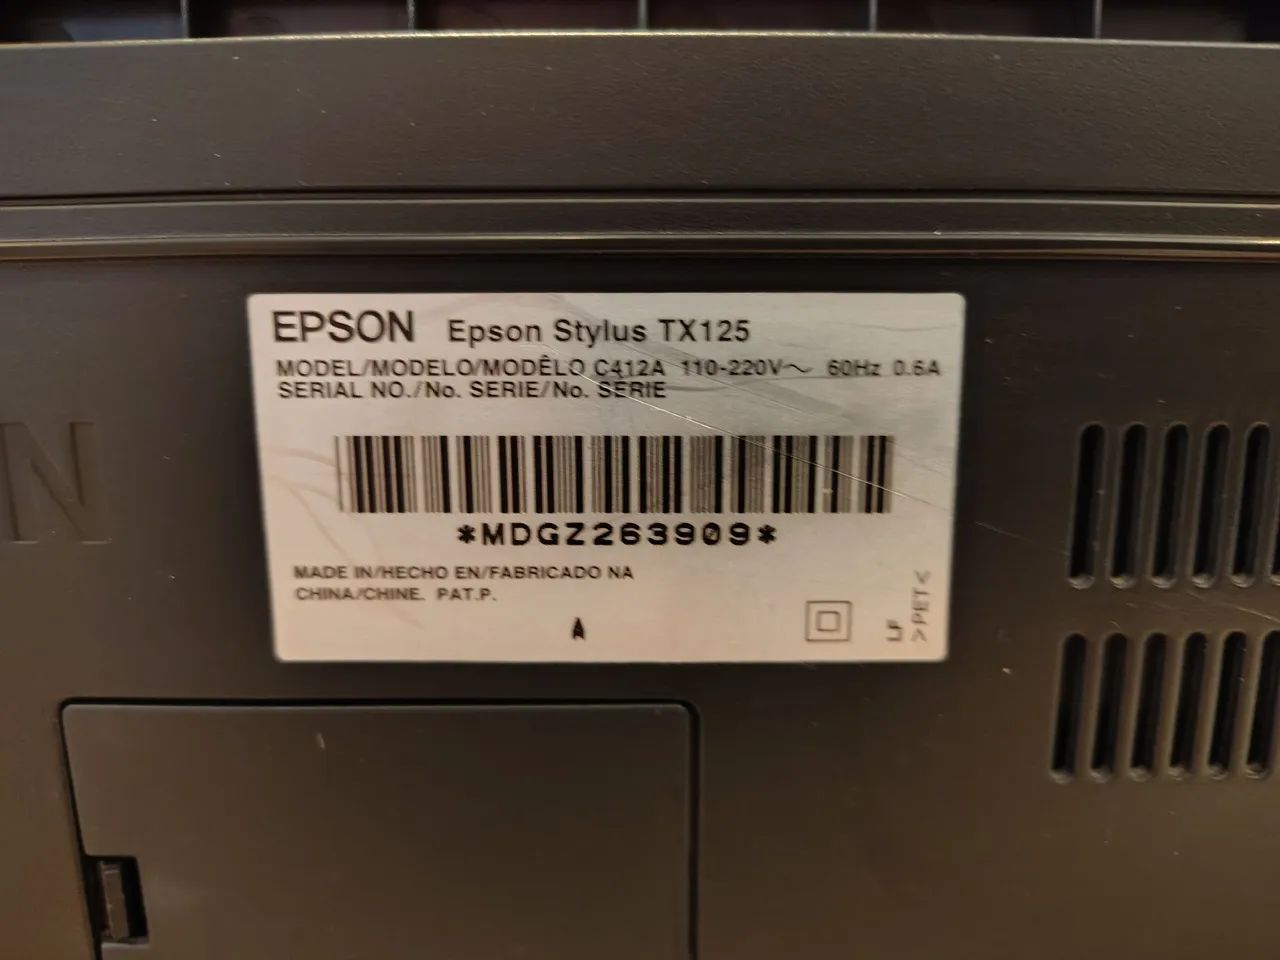 EPSON Epson Stylus TX125
MODEL/MODELO/MODÊLO C412A 110-220V～ 60Hz 0.6A
SERIAL NO./No. SERIE/No. SÉRIE
*MDGZ263909*
MADE IN/HECHO EN/FABRICADO NA
CHINA/CHINE. PAT.P.
A
LF
>PET<
N